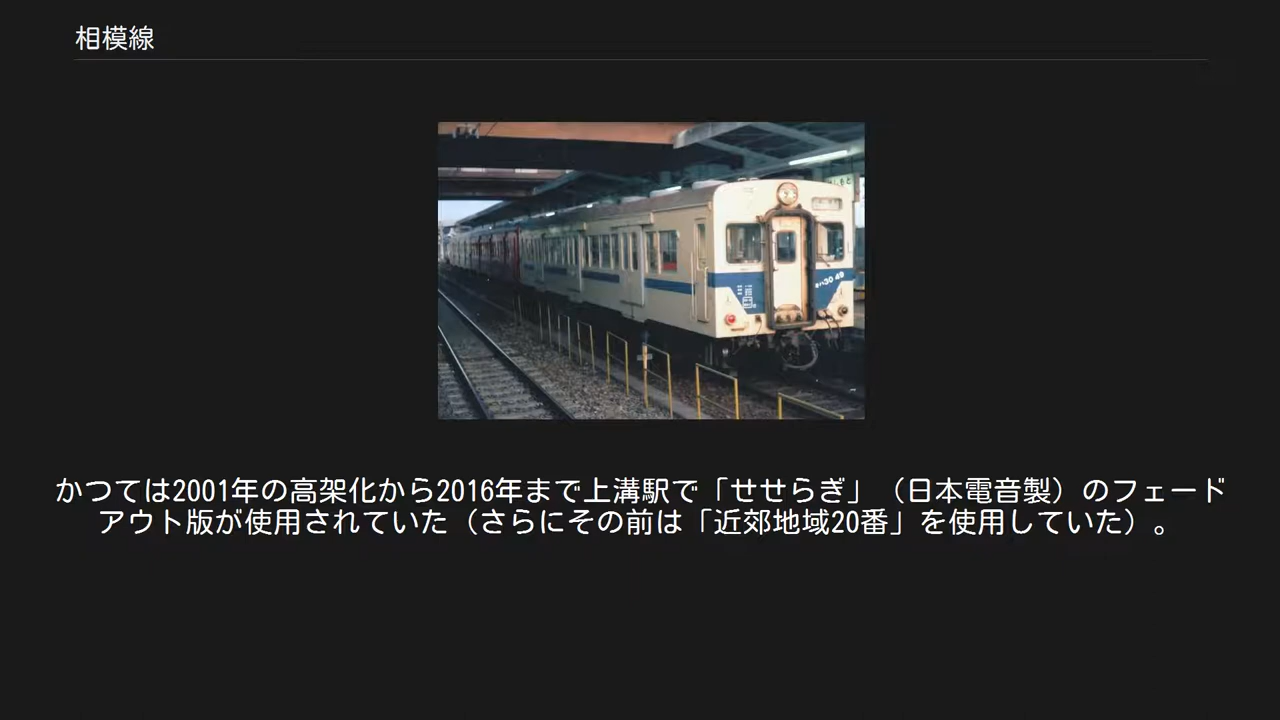 相模線
かつては2001年の高架化から2016年まで上溝駅で「せせらぎ」（日本電音製）のフェード
アウト版が使用されていた（さらにその前は「近郊地域20番」を使用していた）。